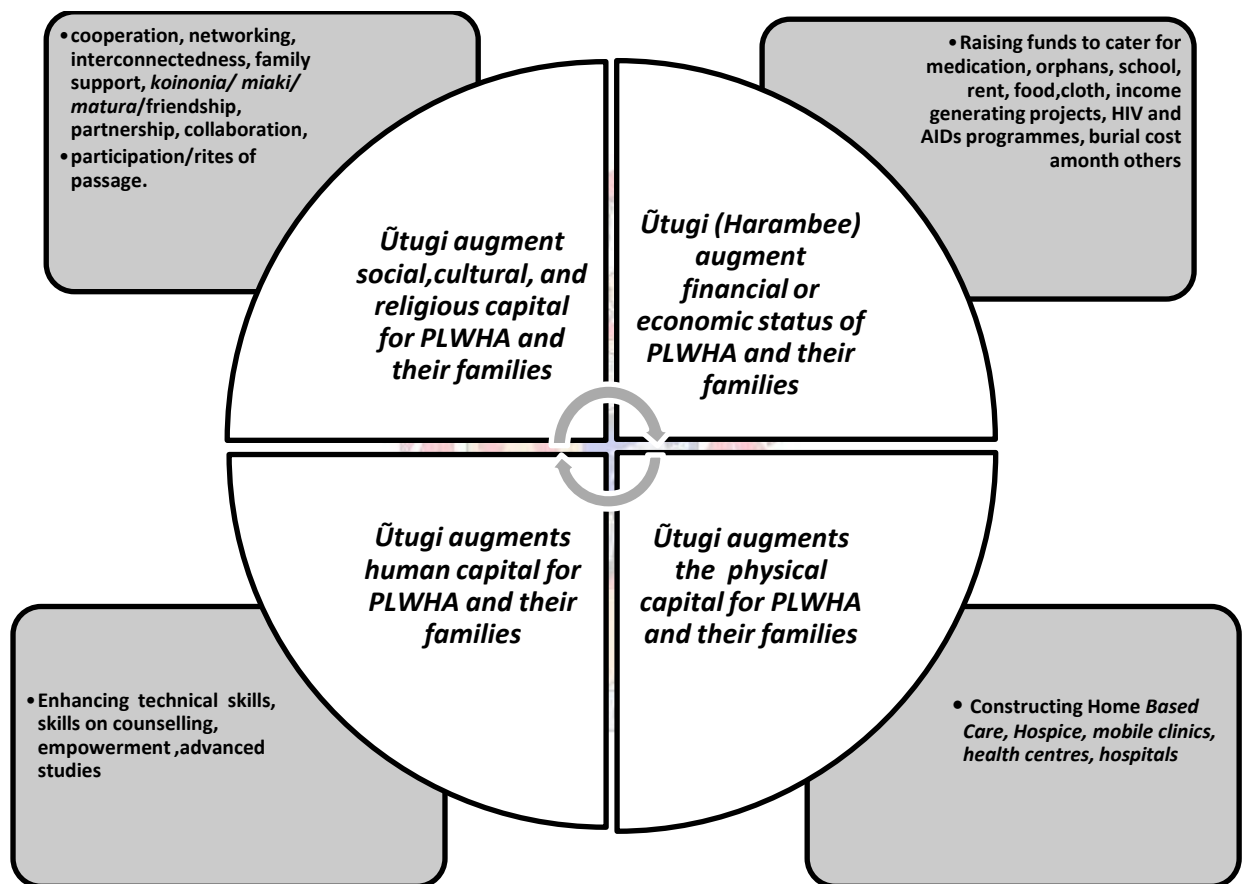 •cooperation, networking,
interconnectedness, family
support, koinonia/ miaki/
matura/friendship,
partnership, collaboration,
•participation/rites of
passage.
•Raising funds to cater for
medication, orphans, school,
rent, food,cloth, income
generating projects, HIV and
AIDs programmes, burial cost
amonth others
Ũtugi augment
social,cultural, and
religious capital
for PLWHA and
their families
Ũtugi (Harambee)
augment
financial or
economic status of
PLWHA and their
families
Ũtugi augments
human capital for
PLWHA and their
families
Ũtugi augments
the physical
capital for PLWHA
and their families
•Enhancing technical skills,
skills on counselling,
empowerment ,advanced
studies
• Constructing Home Based
Care, Hospice, mobile clinics,
health centres, hospitals